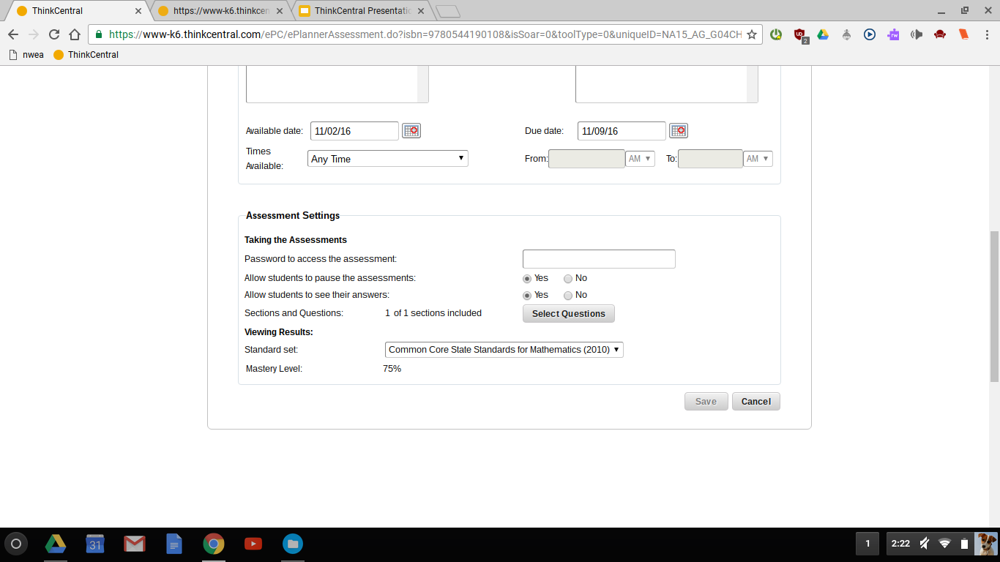 ThinkCentral
https://www-k6.thinkcen
ThinkCentral Presentatio
https://www-k6.thinkcentral.com/ePC/ePlannerAssessment.do?isbn=9780544190108&isSoar=0&toolType=0&uniqueID=NA15_AG_G04CH
2
rw
nwea ThinkCentral
Available date: 11/02/16 Due date: 11/09/16
Times
Available: Any Time From: AM To: AM
Assessment Settings
Taking the Assessments
Password to access the assessment:
Allow students to pause the assessments: Yes No
Allow students to see their answers: Yes No
Sections and Questions: 1 of 1 sections included Select Questions
Viewing Results:
Standard set: Common Core State Standards for Mathematics (2010)
Mastery Level: 75%
Save Cancel
31
1 2:22